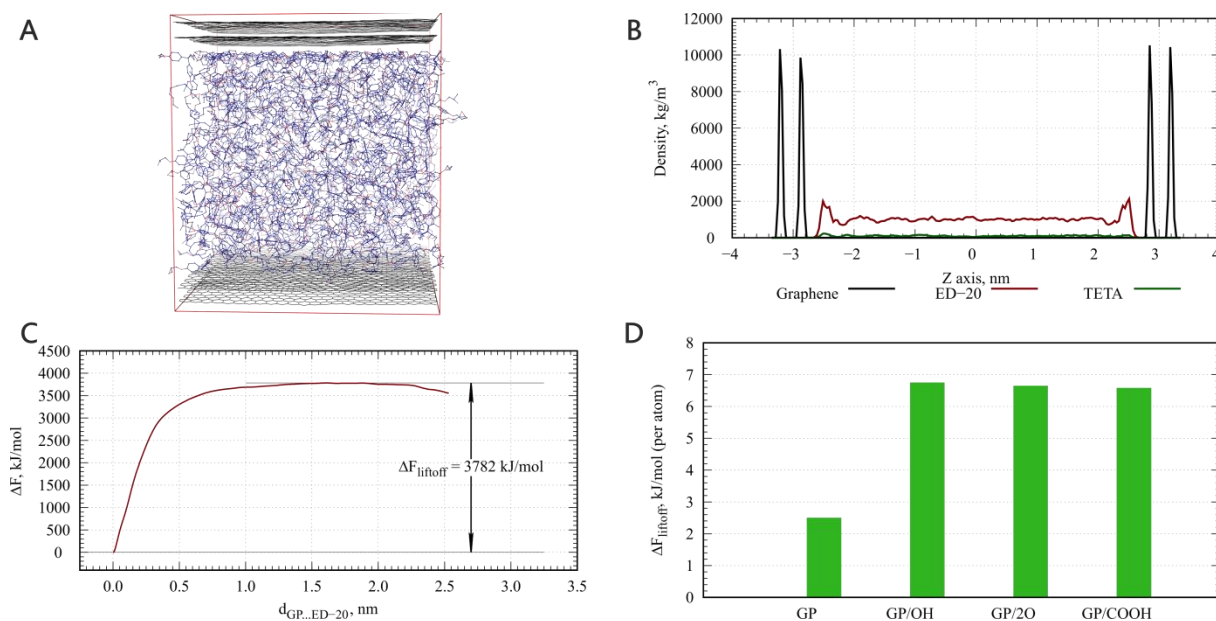 A
B
Density, kg/m³
12000
10000
8000
6000
4000
2000
0
−4 −3 −2 −1 0 1 2 3 4
Z axis, nm
Graphene ED−20 TETA
C
ΔF, kJ/mol
4500
4000
3500
3000
2500
2000
1500
1000
500
0
ΔFliftoff = 3782 kJ/mol
0.0 0.5 1.0 1.5 2.0 2.5 3.0 3.5
dGP...ED−20, nm
D
ΔFliftoff, kJ/mol (per atom)
8
7
6
5
4
3
2
1
0
GP GP/OH GP/2O GP/COOH